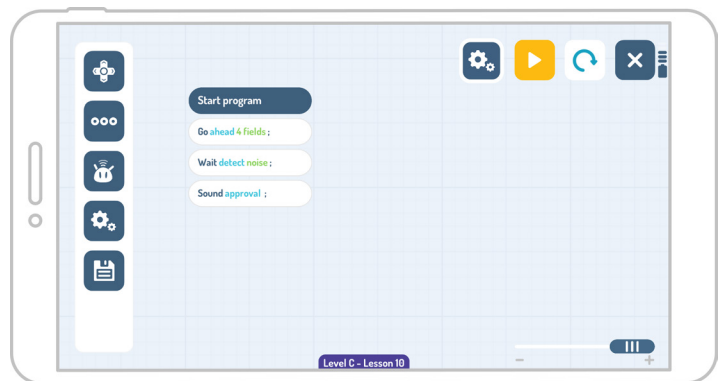 Start program
Go ahead 4 fields ;
Wait detect noise ;
Sound approval ;
Level C - Lesson 10